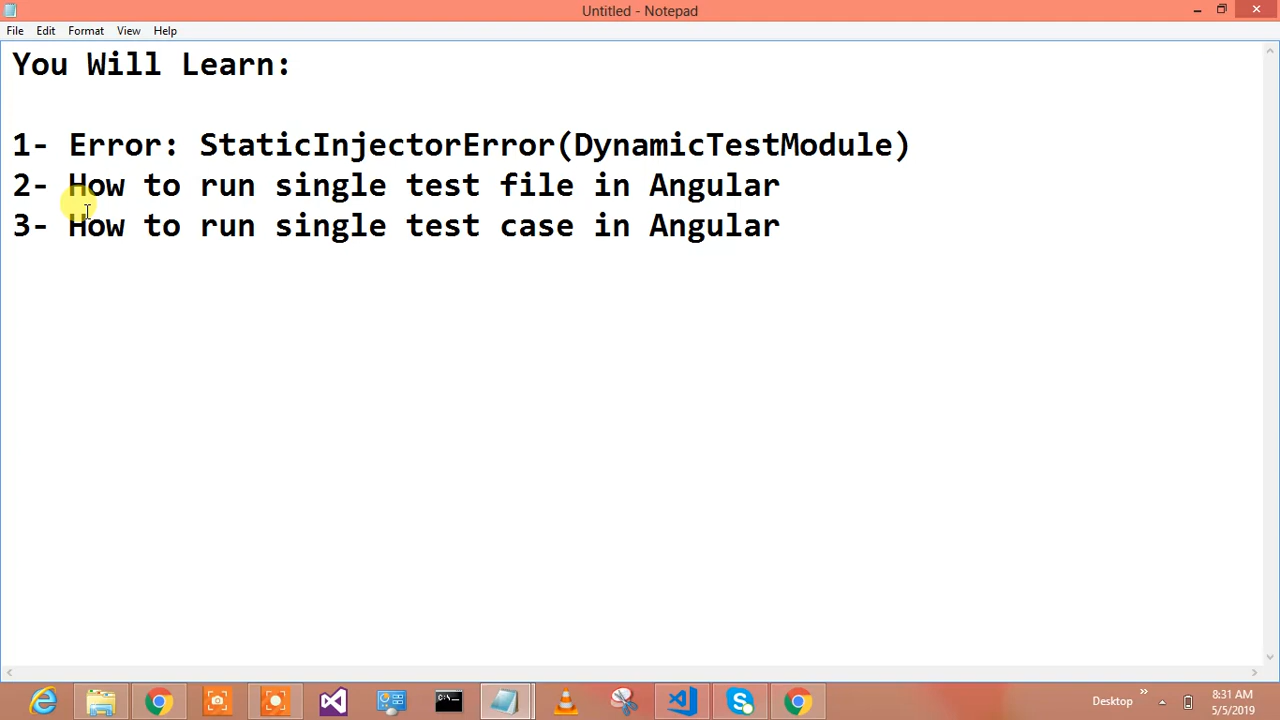 Untitled - Notepad
File Edit Format View Help
You Will Learn:
1- Error: StaticInjectorError(DynamicTestModule)
2- How to run single test file in Angular
3- How to run single test case in Angular
Desktop
8:31 AM
5/5/2019